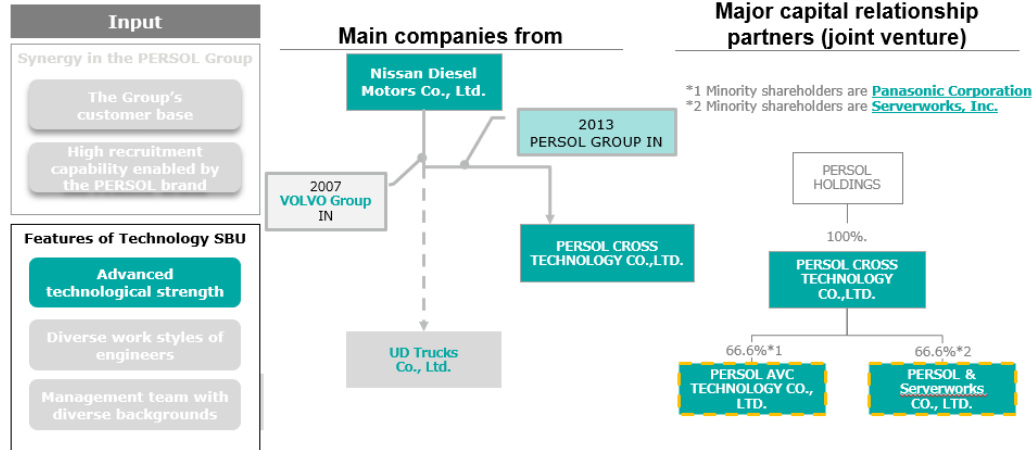 Input
Synergy in the PERSOL Group
The Group's
customer base
High recruitment
capability enabled by
the PERSOL brand
Features of Technology SBU
Advanced
technological strength
Diverse work styles of
engineers
Management team with
diverse backgrounds
Main companies from
Nissan Diesel
Motors Co., Ltd.
2013
PERSOL GROUP IN
2007
VOLVO Group
IN
PERSOL CROSS
TECHNOLOGY CO.,LTD.
UD Trucks
Co., Ltd.
Major capital relationship
partners (joint venture)
*1 Minority shareholders are Panasonic Corporation
*2 Minority shareholders are Serverworks, Inc.
PERSOL
HOLDINGS
100%.
PERSOL CROSS
TECHNOLOGY
CO.,LTD.
66.6%*1
66.6%*2
PERSOL AVC
TECHNOLOGY CO.,
LTD.
PERSOL &
Serverworks
CO., LTD.